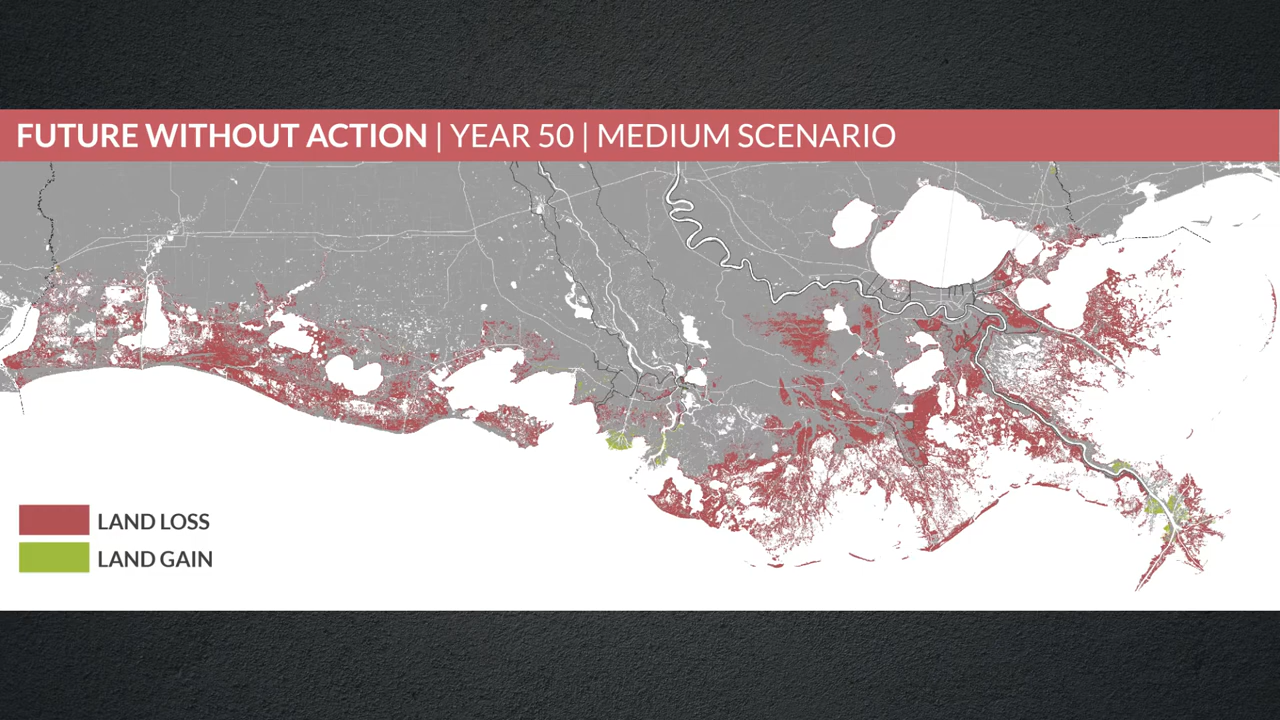 FUTURE WITHOUT ACTION | YEAR 50 | MEDIUM SCENARIO
LAND LOSS
LAND GAIN